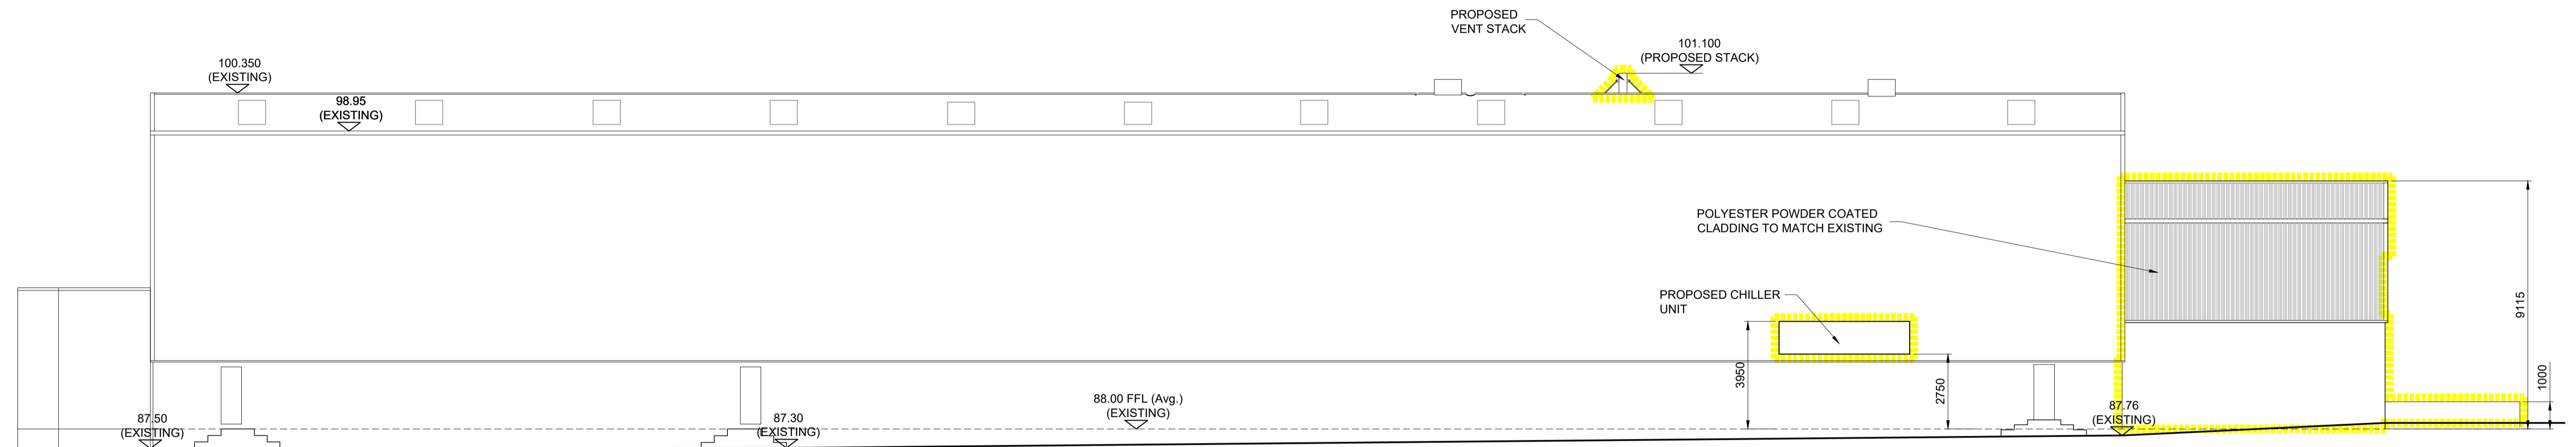 PROPOSED
VENT STACK
101.100
(PROPOSED STACK)
100.350
(EXISTING)
98.95
(EXISTING)
POLYESTER POWDER COATED
CLADDING TO MATCH EXISTING
PROPOSED CHILLER
UNIT
9115
3950
2750
1000
88.00 FFL (Avg.)
(EXISTING)
87.50
(EXISTING)
87.30
(EXISTING)
87.76
(EXISTING)